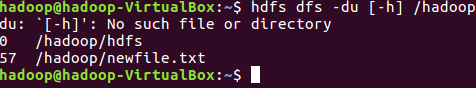 hadoop@hadoop-VirtualBox:~$ hdfs dfs -du [-h] /hadoop
du: `[-h]': No such file or directory
0 /hadoop/hdfs
57 /hadoop/newfile.txt
hadoop@hadoop-VirtualBox:~$